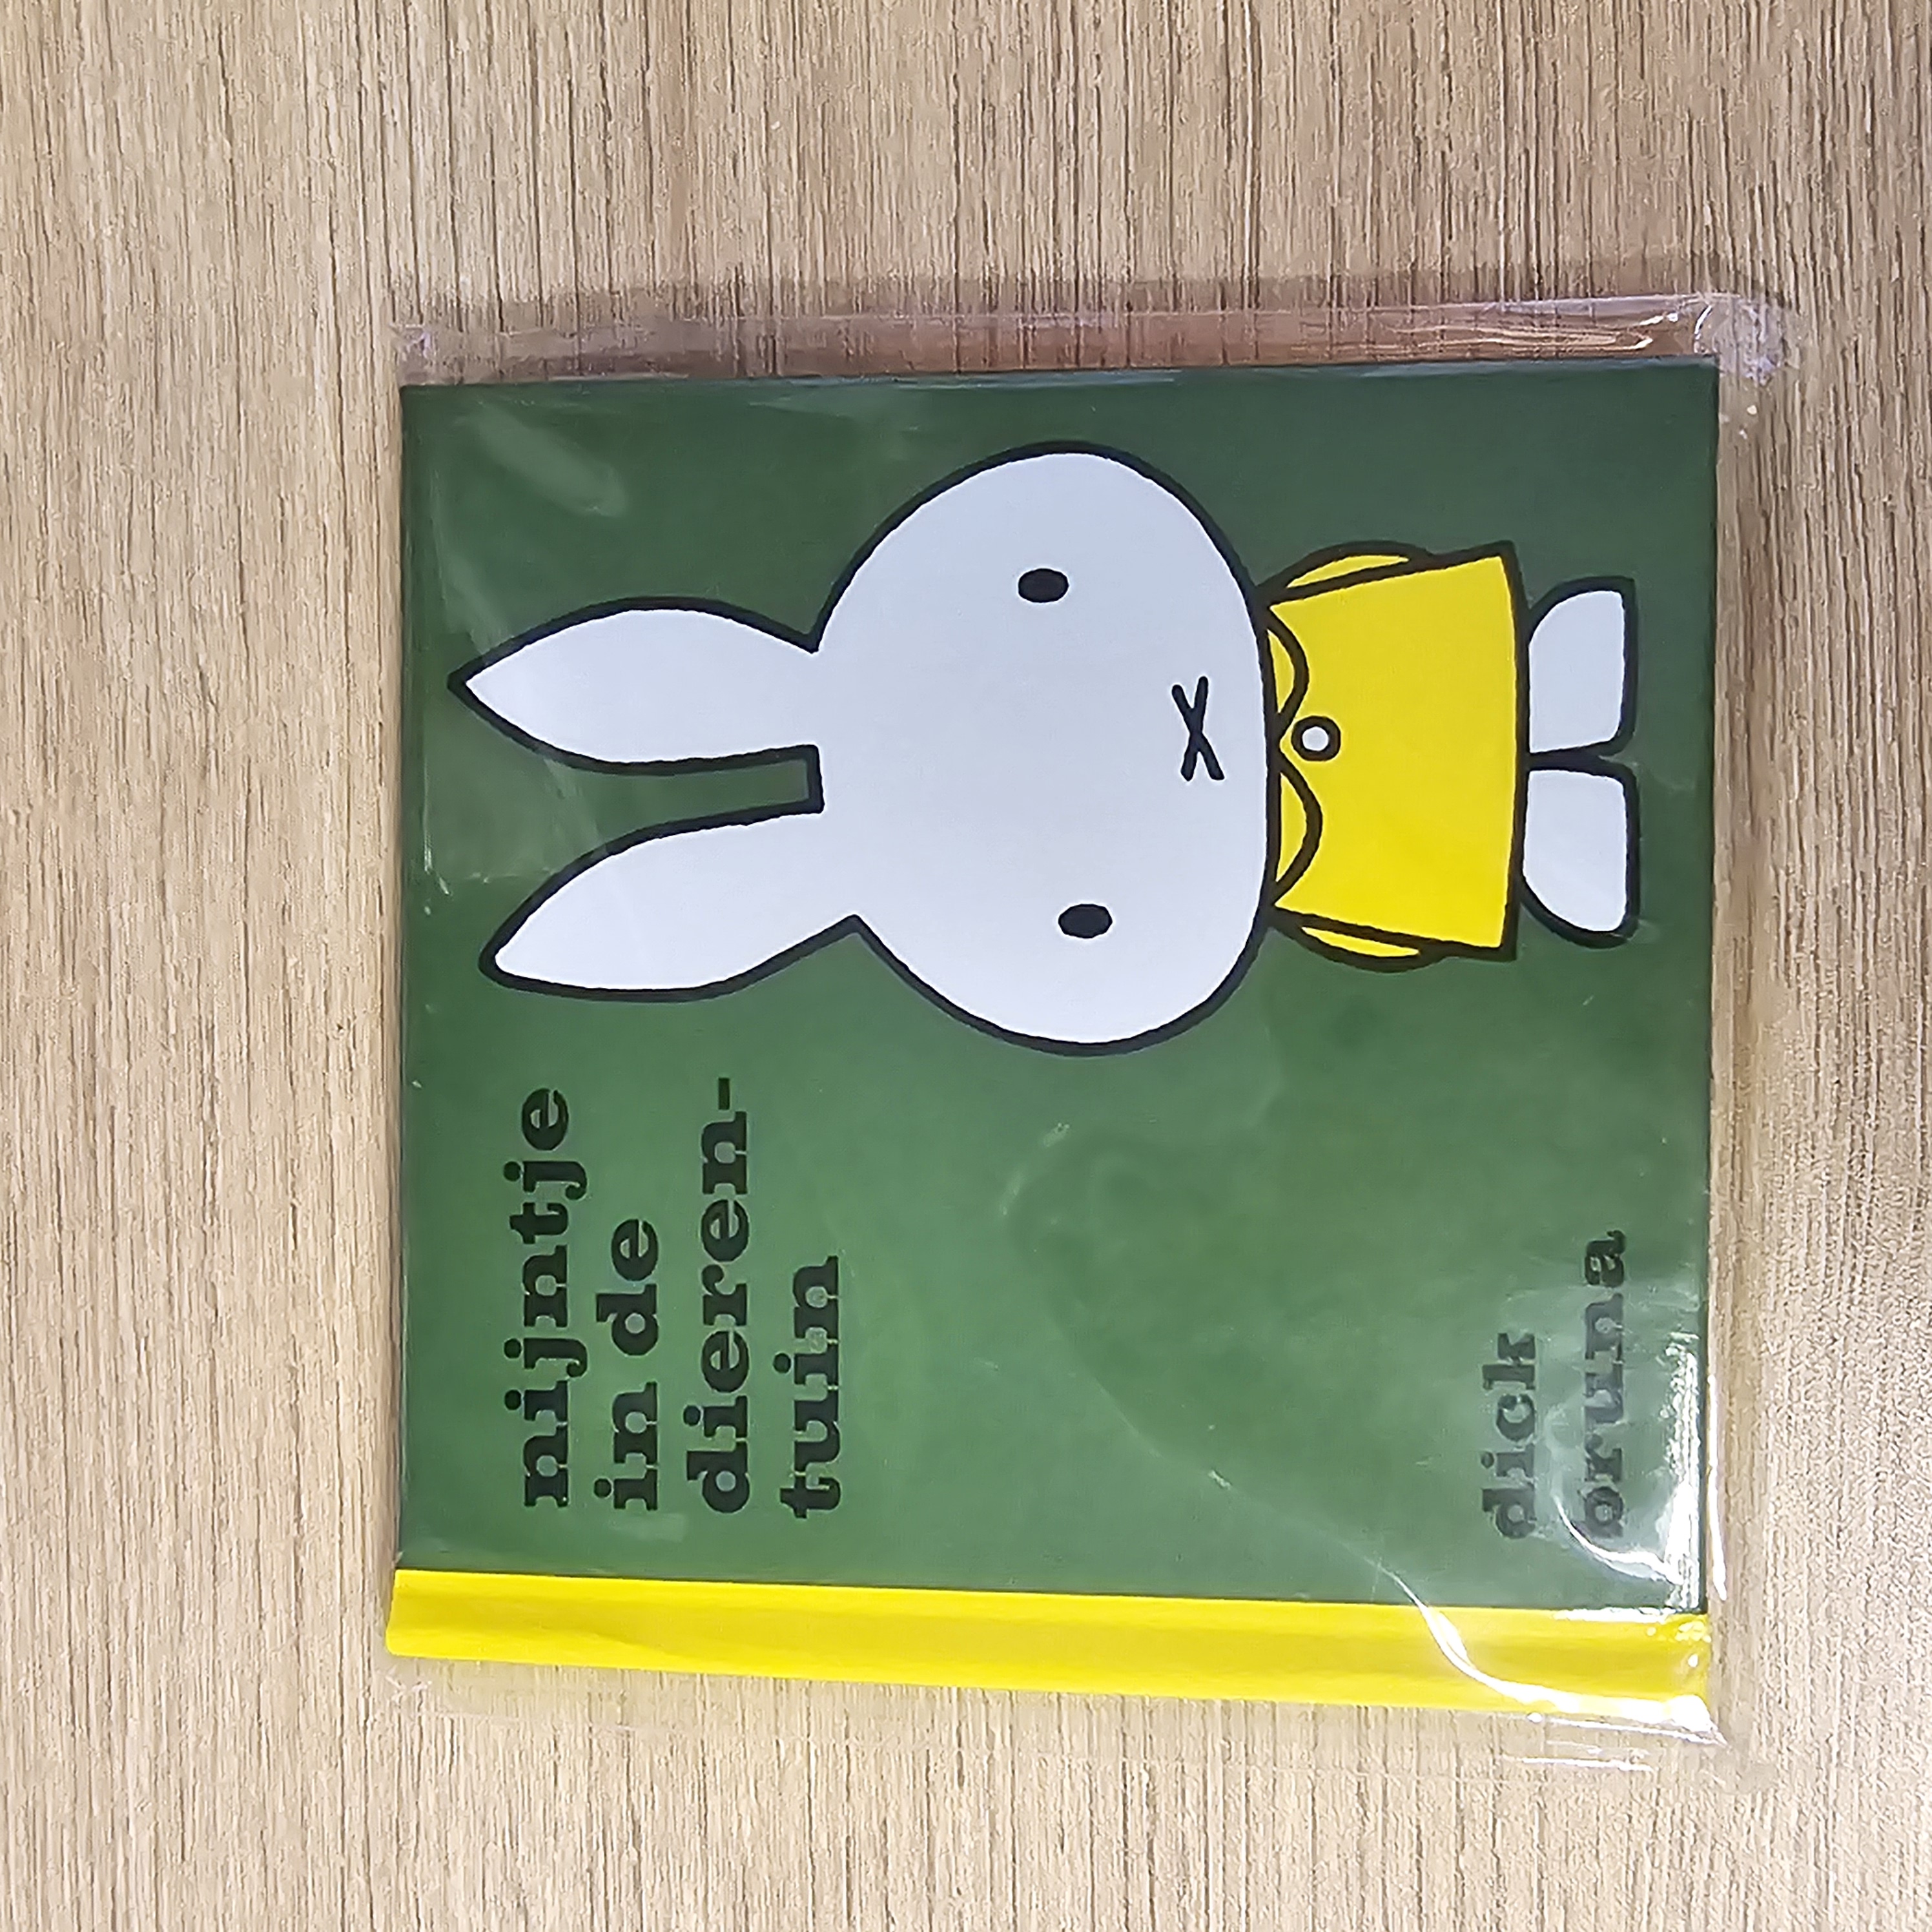 nijntje
in de
dieren-
tuin
dick
bruna